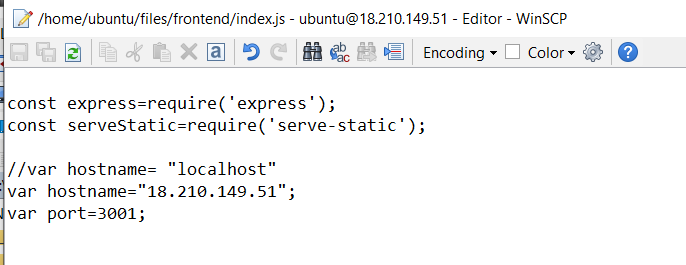 /home/ubuntu/files/frontend/index.js - ubuntu@18.210.149.51 - Editor - WinSCP
Encoding Color
const express=require('express');
const serveStatic=require('serve-static');
//var hostname= "localhost"
var hostname="18.210.149.51";
var port=3001;